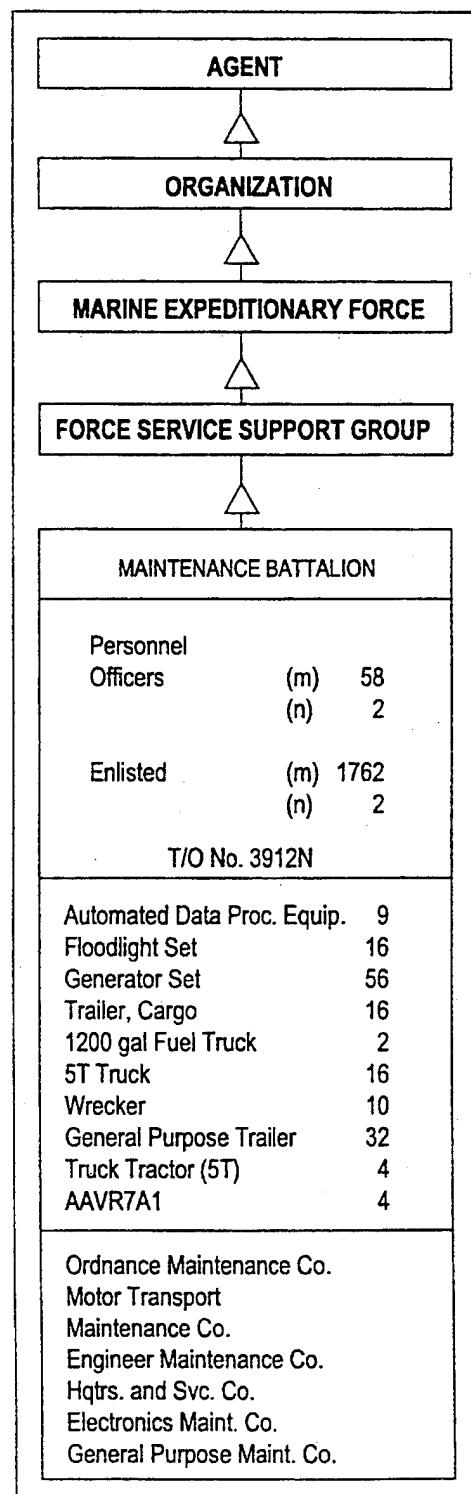 AGENT
ORGANIZATION
MARINE EXPEDITIONARY FORCE
FORCE SERVICE SUPPORT GROUP
MAINTENANCE BATTALION
Personnel
Officers (m) 58
(n) 2
Enlisted (m) 1762
(n) 2
T/O No. 3912N
Automated Data Proc. Equip. 9
Floodlight Set 16
Generator Set 56
Trailer, Cargo 16
1200 gal Fuel Truck 2
5T Truck 16
Wrecker 10
General Purpose Trailer 32
Truck Tractor (5T) 4
AAVR7A1 4
Ordnance Maintenance Co.
Motor Transport
Maintenance Co.
Engineer Maintenance Co.
Hqtrs. and Svc. Co.
Electronics Maint. Co.
General Purpose Maint. Co.